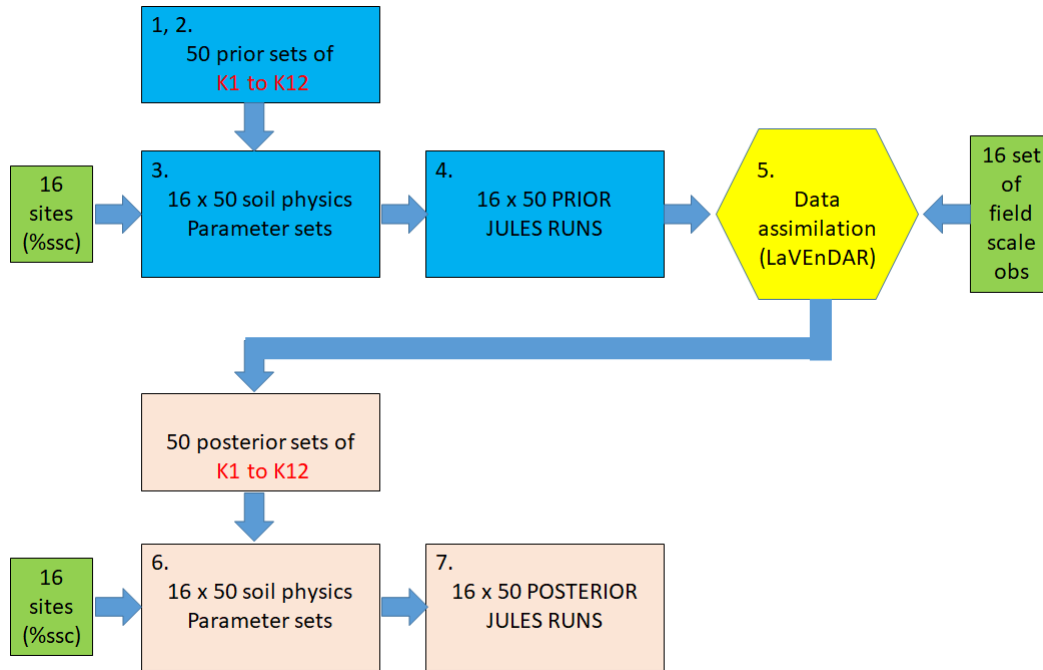 1, 2.
50 prior sets of
K1 to K12
16
sites
(%ssc)
3.
16 x 50 soil physics
Parameter sets
4.
16 x 50 PRIOR
JULES RUNS
5.
Data
assimilation
(LaVEnDAR)
16 set
of
field
scale
obs
50 posterior sets of
K1 to K12
16
sites
(%ssc)
6.
16 x 50 soil physics
Parameter sets
7.
16 x 50 POSTERIOR
JULES RUNS